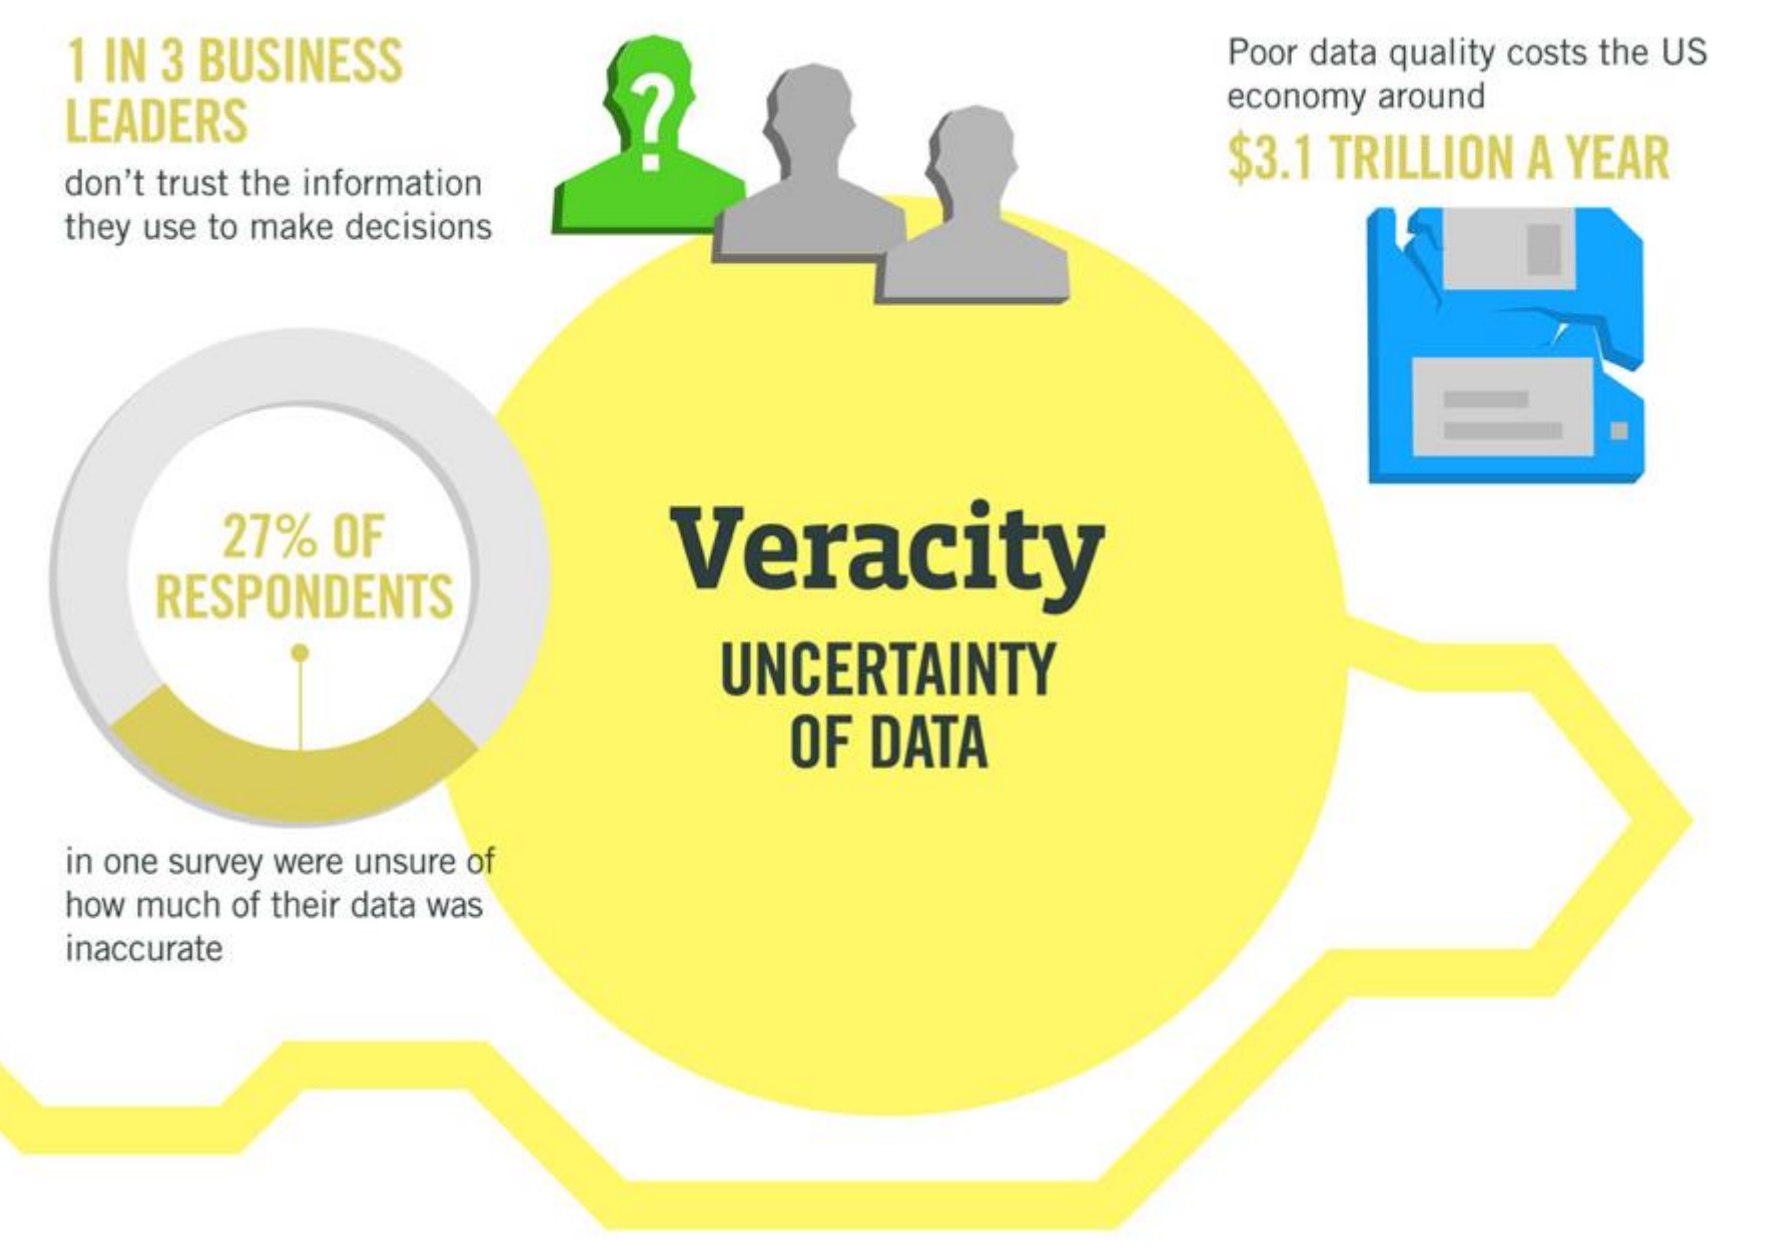 1 IN 3 BUSINESS
LEADERS
don't trust the information
they use to make decisions
?
Poor data quality costs the US
economy around
$3.1 TRILLION A YEAR
27% OF
RESPONDENTS
in one survey were unsure of
how much of their data was
inaccurate
Veracity
UNCERTAINTY
OF DATA